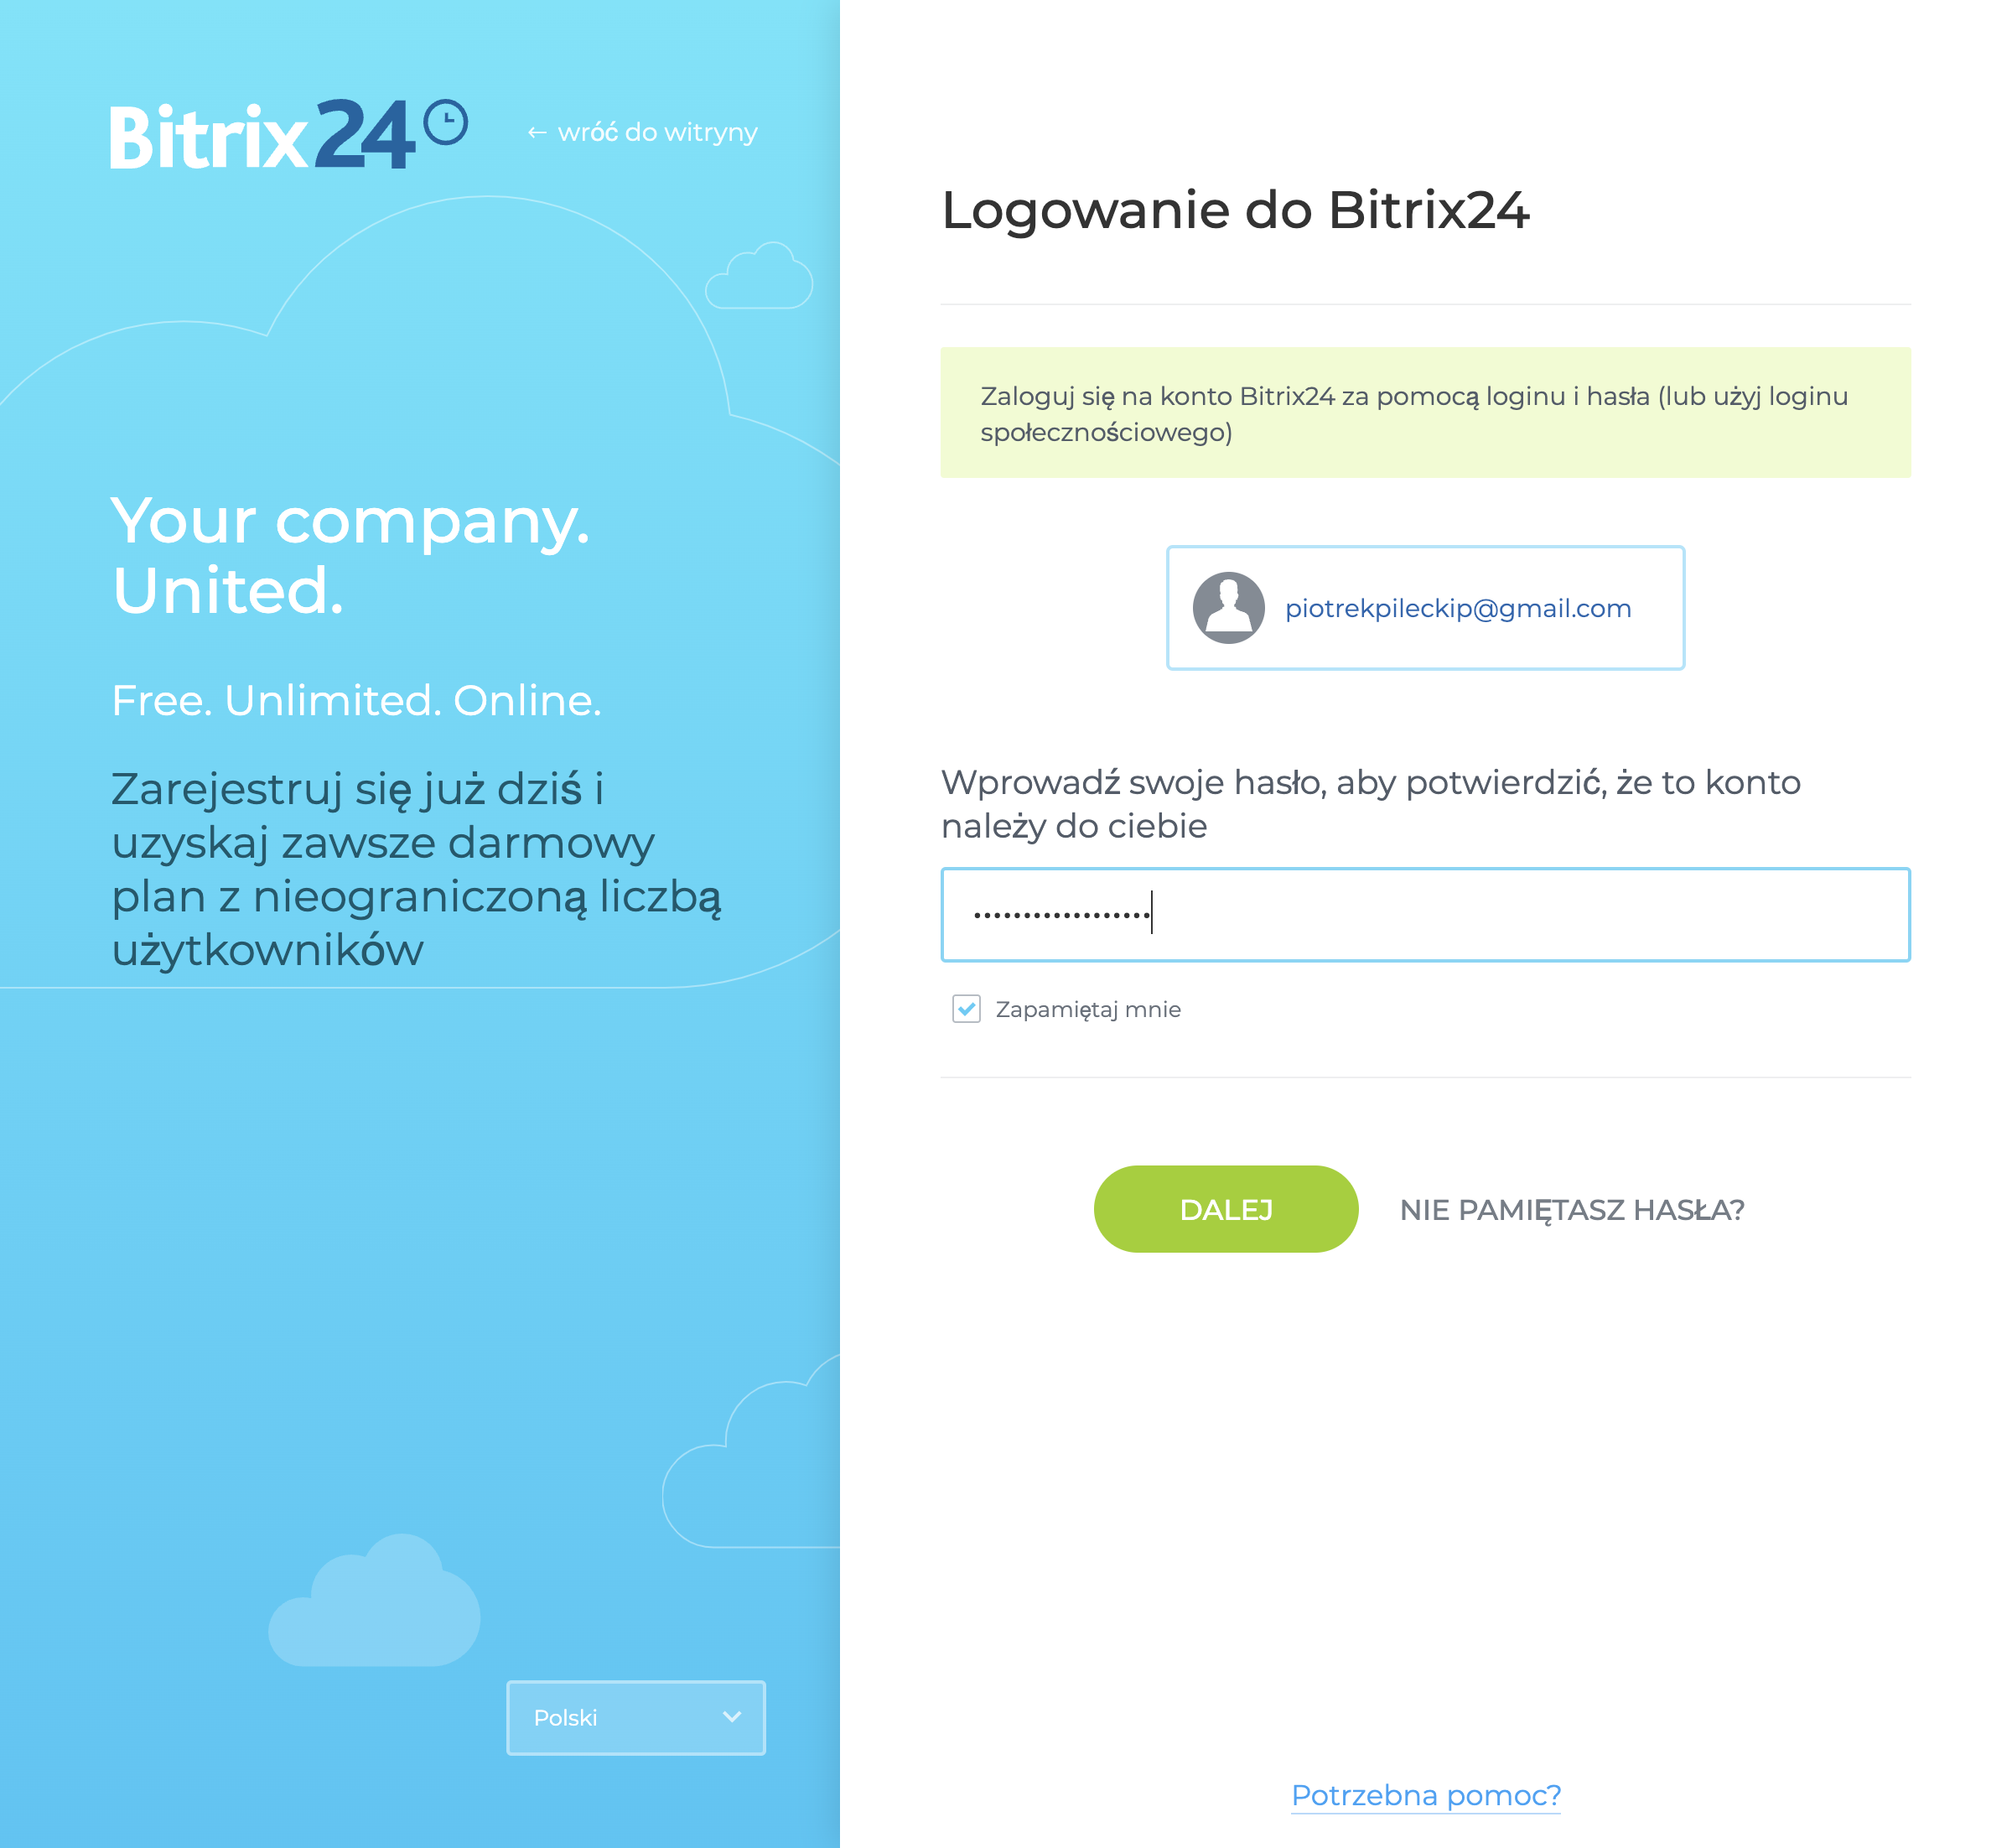 Bitrix24
← wróć do witryny
Your company.
United.
Free. Unlimited. Online.
Zarejestruj się już dziś i
uzyskaj zawsze darmowy
plan z nieograniczoną liczbą
użytkowników
Polski
Logowanie do Bitrix24
Zaloguj się na konto Bitrix24 za pomocą loginu i hasła (lub użyj loginu
społecznościowego)
piotrekpileckip@gmail.com
Wprowadź swoje hasło, aby potwierdzić, że to konto
należy do ciebie
Zapamiętaj mnie
DALEJ
NIE PAMIĘTASZ HASŁA?
Potrzebna pomoc?